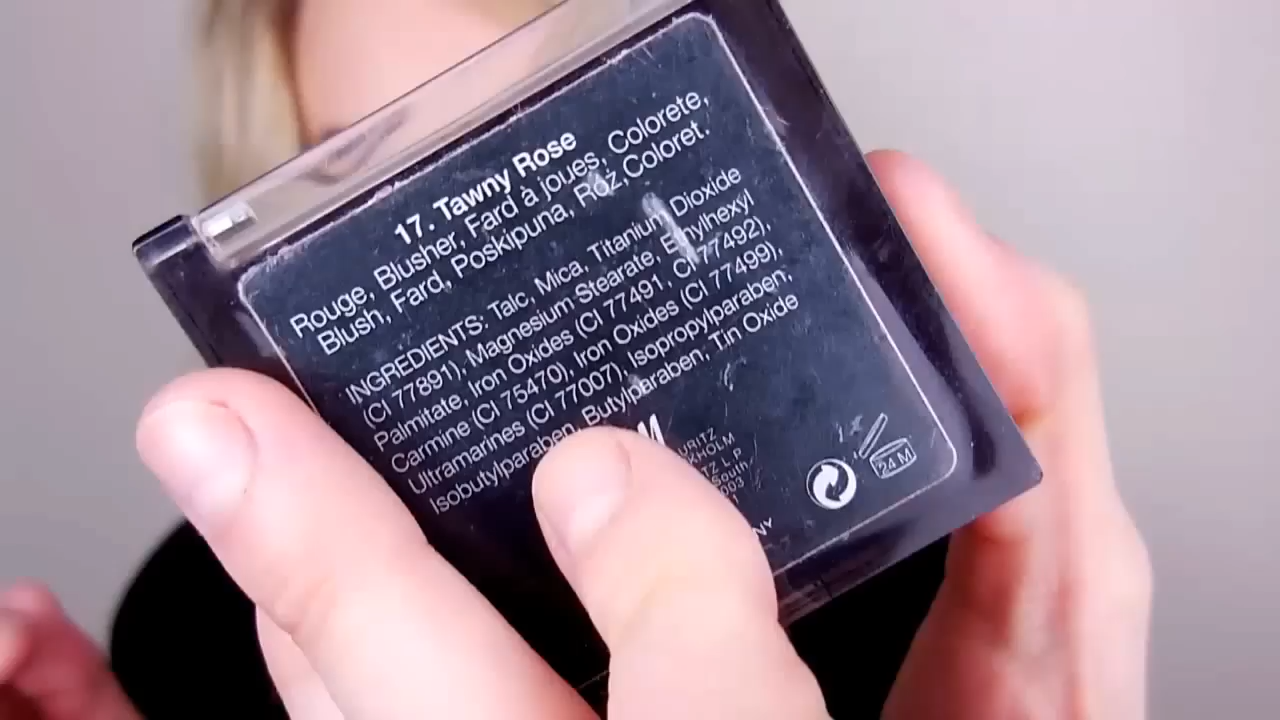 17. Tawny Rose
Rouge, Blusher, Fard à joues, Colorete,
Blush, Fard, Poskipuna, Róż,Coloret.
INGREDIENTS: Talc, Mica, Titanium Dioxide
(CI 77891), Magnesium Stearate, Ethylhexyl
Palmitate, Iron Oxides (CI 77491, CI 77492),
Carmine (CI 75470), Iron Oxides (CI 77499),
Ultramarines (CI 77007), Isopropylparaben,
Isobutylparaben, Butylparaben, Tin Oxide
24 M
South